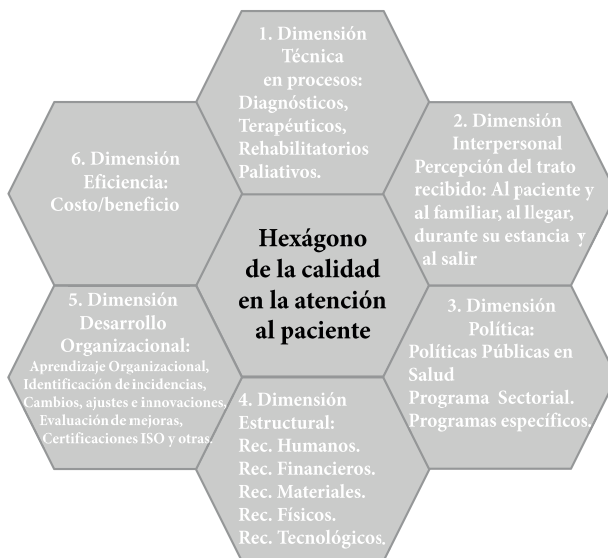 1. Dimensión
Técnica
en procesos:
Diagnósticos,
Terapéuticos,
Rehabilitatorios
Paliativos.
2. Dimensión
Interpersonal
Percepción del trato
recibido: Al paciente y
al familiar, al llegar,
durante su estancia y
al salir
3. Dimensión
Política:
Políticas Públicas en
Salud
Programa Sectorial.
Programas específicos.
4. Dimensión
Estructural:
Rec. Humanos.
Rec. Financieros.
Rec. Materiales.
Rec. Físicos.
Rec. Tecnológicos.
5. Dimensión
Desarrollo
Organizacional:
Aprendizaje Organizacional,
Identificación de incidencias,
Cambios, ajustes e innovaciones.
Evaluación de mejoras,
Certificaciones ISO y otras.
6. Dimensión
Eficiencia:
Costo/beneficio
Hexágono
de la calidad
en la atención
al paciente